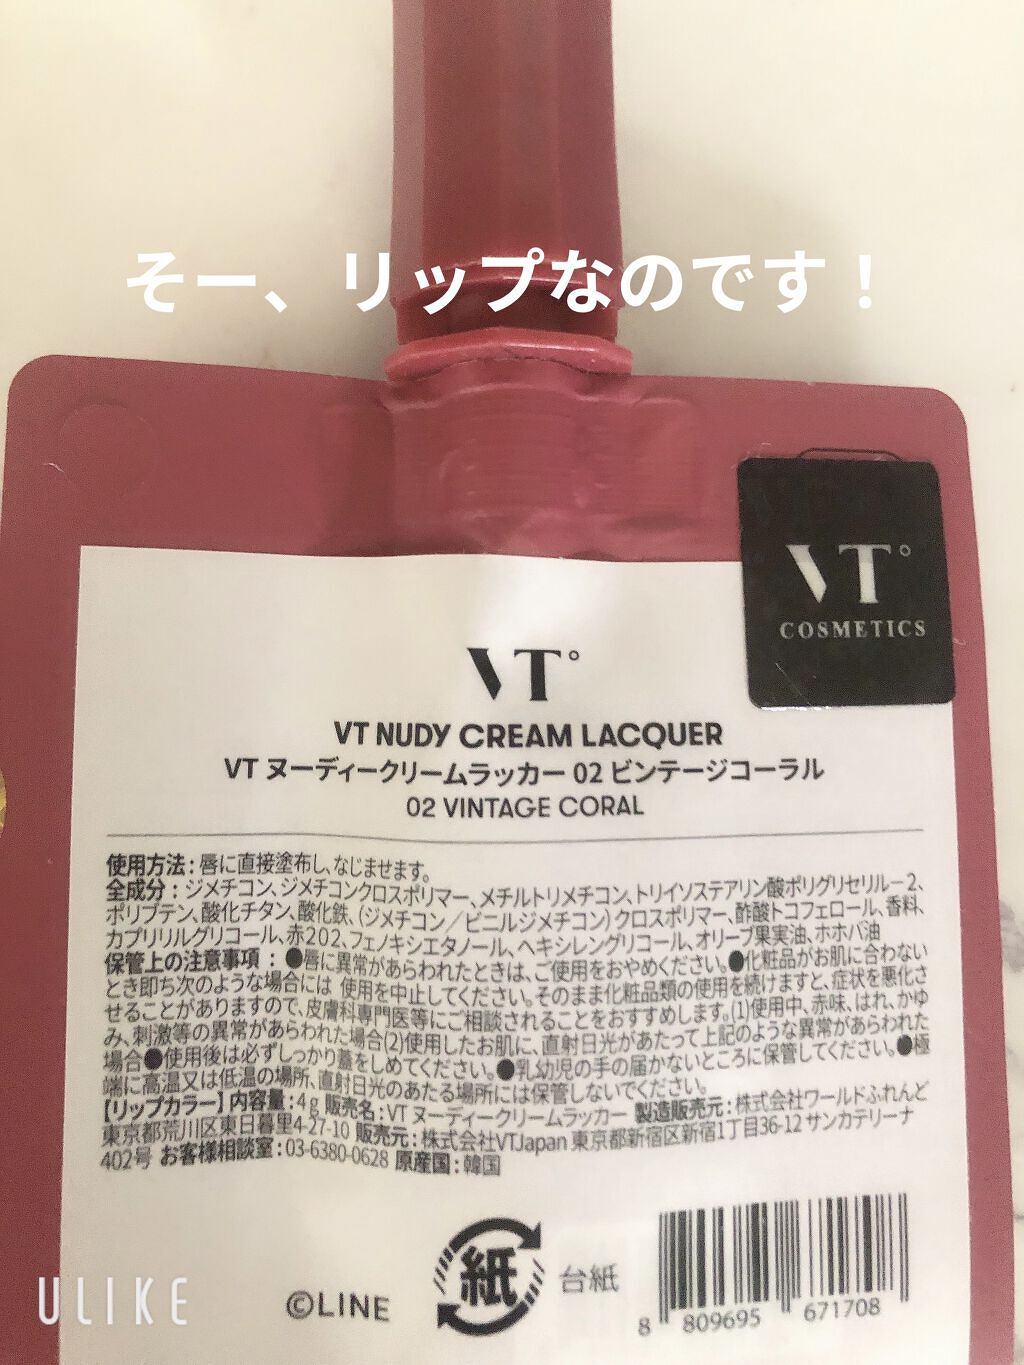 そー、リップなのです！
VT°
COSMETICS
VT°
VT NUDY CREAM LACQUER
VT ヌーディークリームラッカー 02 ビンテージコーラル
02 VINTAGE CORAL
使用方法：唇に直接塗布し、なじませます。
全成分：ジメチコン、ジメチコンクロスポリマー、メチルトリメチコン、トリイソステアリン酸ポリグリセリル－2、
ポリブテン、酸化チタン、酸化鉄、(ジメチコン／ビニルジメチコン)クロスポリマー、酢酸トコフェロール、香料、
カプリリルグリコール、赤202、フェノキシエタノール、ヘキシレングリコール、オリーブ果実油、ホホバ油
保管上の注意事項：●唇に異常があらわれたときは、ご使用をおやめください。●化粧品がお肌に合わない
とき即ち次のような場合には 使用を中止してください。そのまま化粧品類の使用を続けますと、症状を悪化さ
せることがありますので、皮膚科専門医等にご相談されることをおすすめします。(1)使用中、赤味、はれ、かゆ
み、刺激等の異常があらわれた場合(2)使用したお肌に、直射日光があたって上記のような異常があらわれた
場合●使用後は必ずしっかり蓋をしめてください。●乳幼児の手の届かないところに保管してください。●極
端に高温又は低温の場所、直射日光のあたる場所には保管しないでください。
【リップカラー】内容量：4g 販売名：VT ヌーディークリームラッカー 製造販売元：株式会社ワールドふれんど
東京都荒川区東日暮里4-27-10 販売元：株式会社VTJapan 東京都新宿区新宿1丁目36-12 サンカテリーナ
402号 お客様相談室：03-6380-0628 原産国：韓国
©LINE
紙
台紙
8 809695 671708
ULIKE